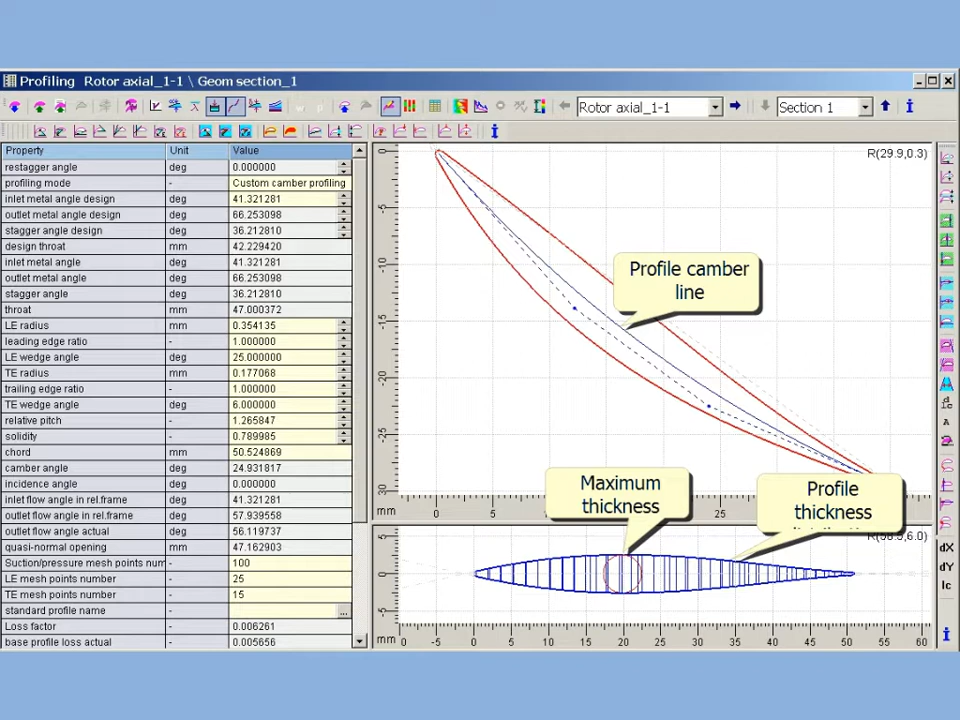 Profiling Rotor axial_1-1 \ Geom section_1
Rotor axial_1-1 Section 1
Property Unit Value
restagger angle deg 0.000000
profiling mode - Custom camber profiling
inlet metal angle design deg 41.321281
outlet metal angle design deg 66.253098
stagger angle design deg 36.212810
design throat mm 42.229420
inlet metal angle deg 41.321281
outlet metal angle deg 66.253098
stagger angle deg 36.212810
throat mm 47.000372
LE radius mm 0.354135
leading edge ratio - 1.000000
LE wedge angle deg 25.000000
TE radius mm 0.177068
trailing edge ratio - 1.000000
TE wedge angle deg 6.000000
relative pitch - 1.265847
solidity - 0.789985
chord mm 50.524869
camber angle deg 24.931817
incidence angle deg 0.000000
inlet flow angle in rel.frame deg 41.321281
outlet flow angle in rel.frame deg 57.939558
outlet flow angle actual deg 56.119737
quasi-normal opening mm 47.162903
Suction/pressure mesh points num - 100
LE mesh points number - 25
TE mesh points number - 15
standard profile name - ...
Loss factor - 0.006261
base profile loss actual - 0.005656
R(29.9,0.3)
0
-5
-10
-15
-20
-25
30
Profile camber
line
mm 0 25
Maximum
thickness
Profile
thickness
5
0
-5
mm -5 0 5 10 15 20 25 30 35 40 45 50 55 60
dX
dY
lc